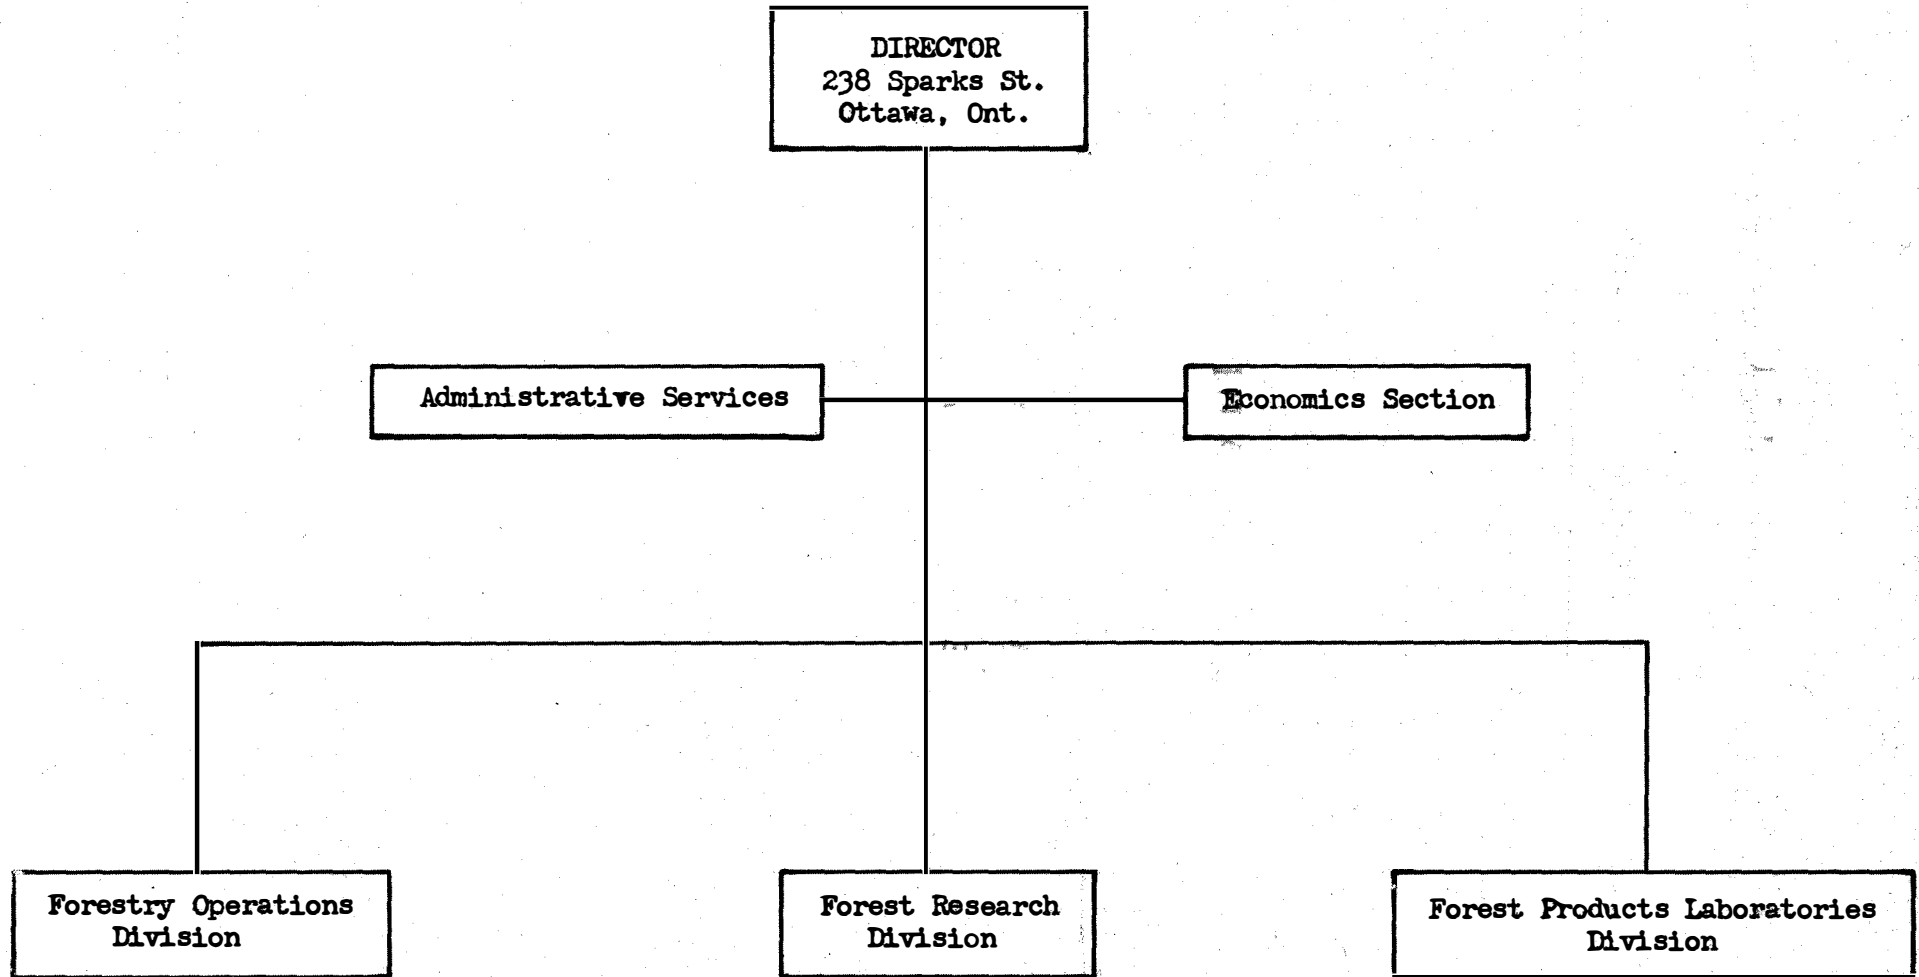 DIRECTOR
238 Sparks St.
Ottawa, Ont.
Administrative Services
Economics Section
Forestry Operations
Division
Forest Research
Division
Forest Products Laboratories
Division